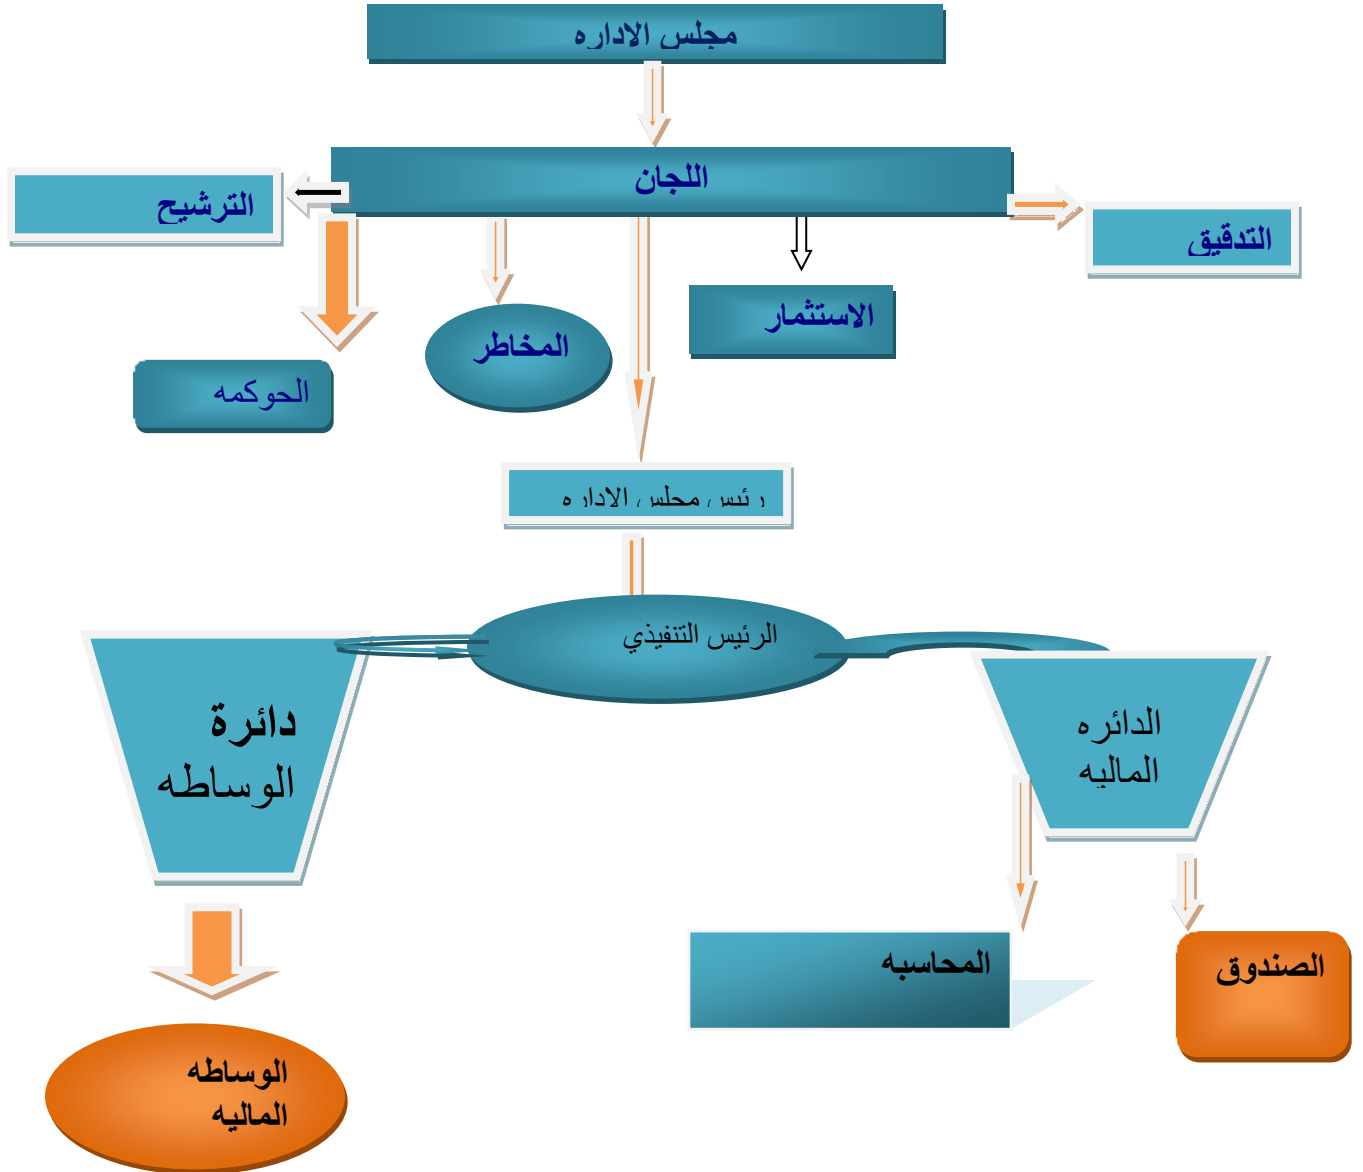 مجلس الاداره
اللجان
الترشيح
التدقيق
الاستثمار
المخاطر
الحوكمه
رئيس مجلس الاداره
الرئيس التنفيذي
دائرة
الوساطه
الدائره
الماليه
المحاسبه
الصندوق
الوساطه
الماليه